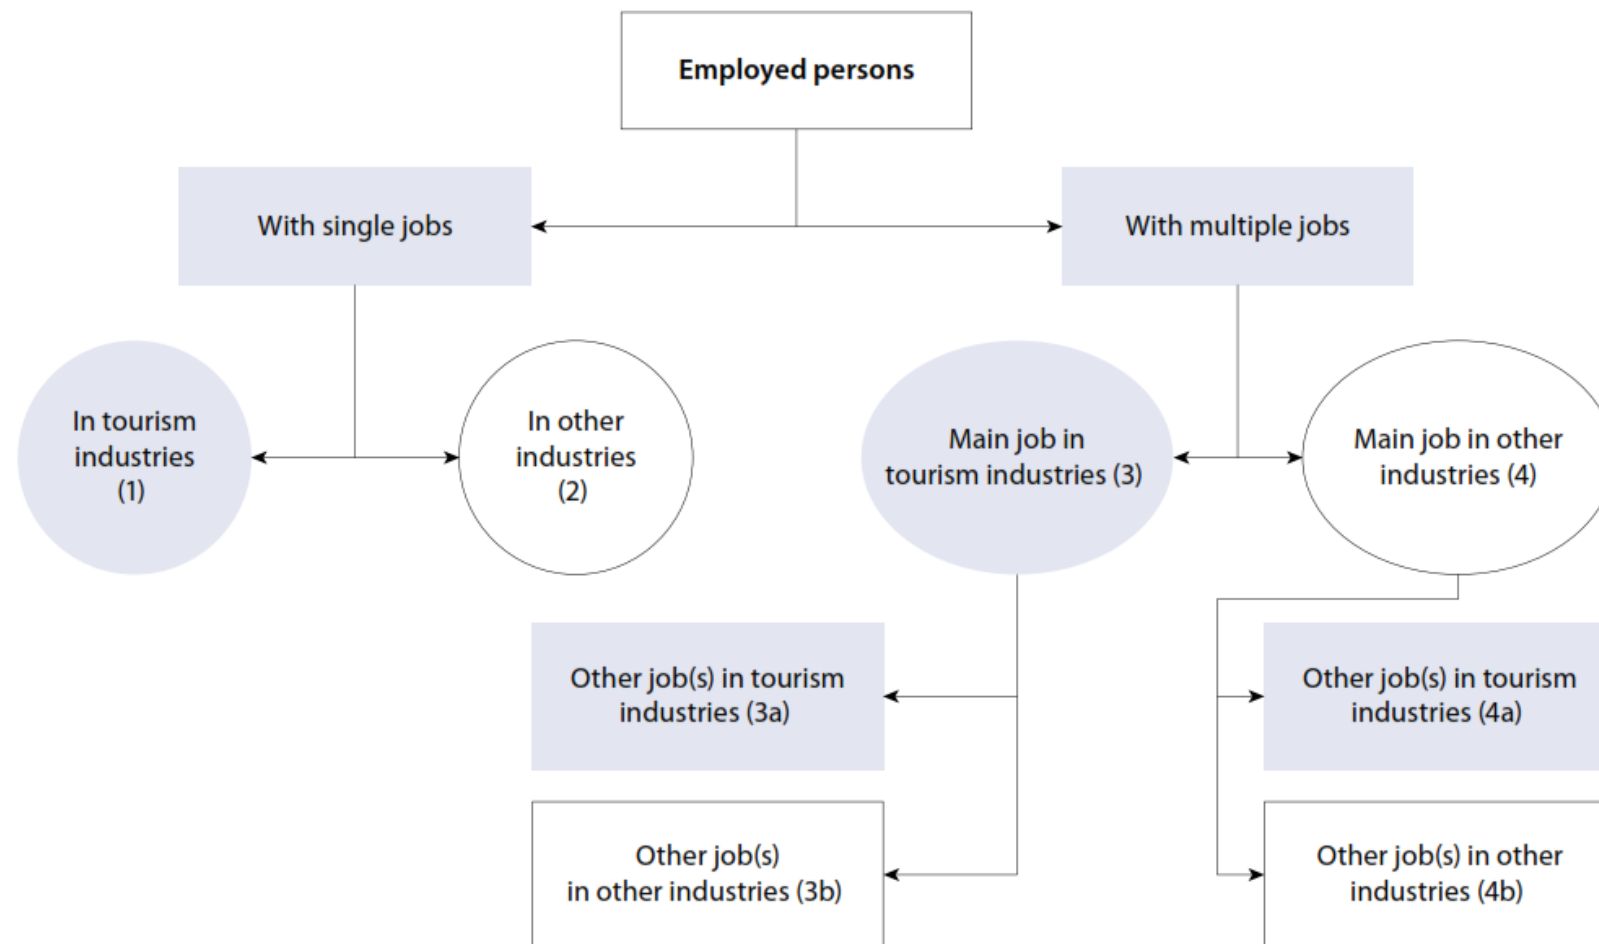 Employed persons
With single jobs
With multiple jobs
In tourism
industries
(1)
In other
industries
(2)
Main job in
tourism industries (3)
Main job in other
industries (4)
Other job(s) in tourism
industries (3a)
Other job(s) in tourism
industries (4a)
Other job(s)
in other industries (3b)
Other job(s) in other
industries (4b)